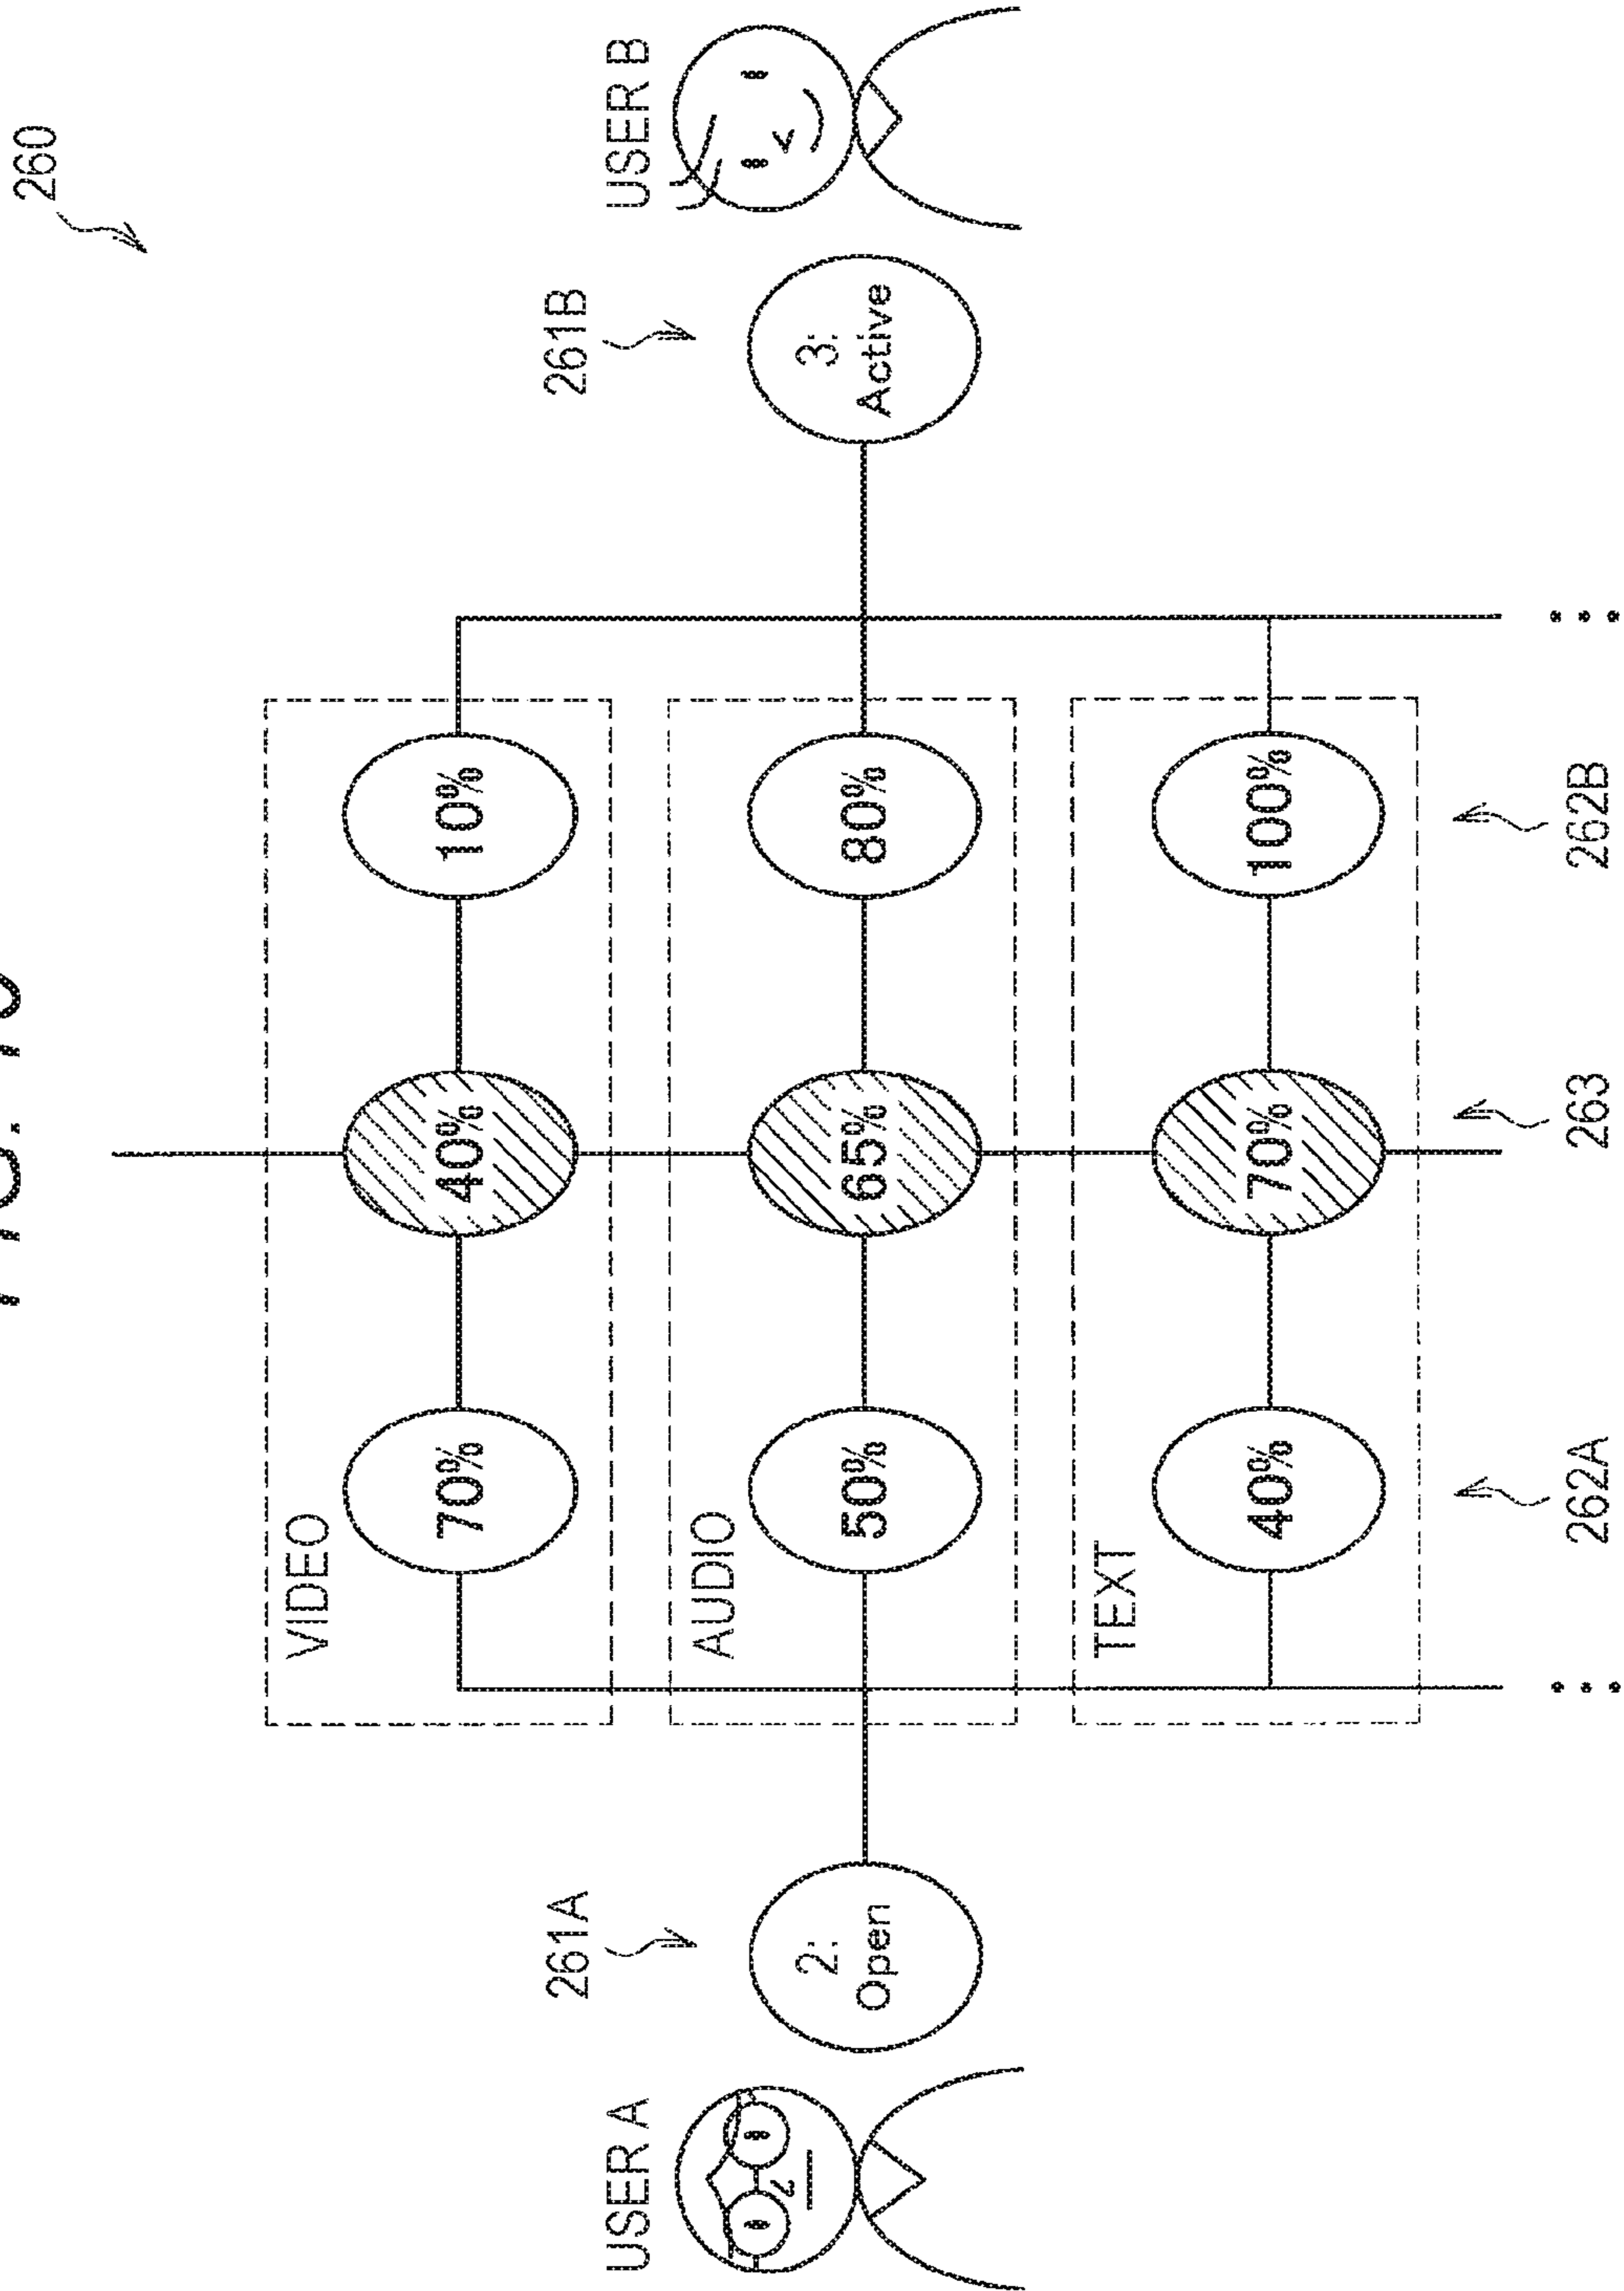 FIG.
260
VIDEO
70%
40%
10%
USER A
261A
2:
Open
AUDIO
50%
65%
80%
261B
3:
Active
USER B
TEXT
40%
70%
100%
262A
263
262B